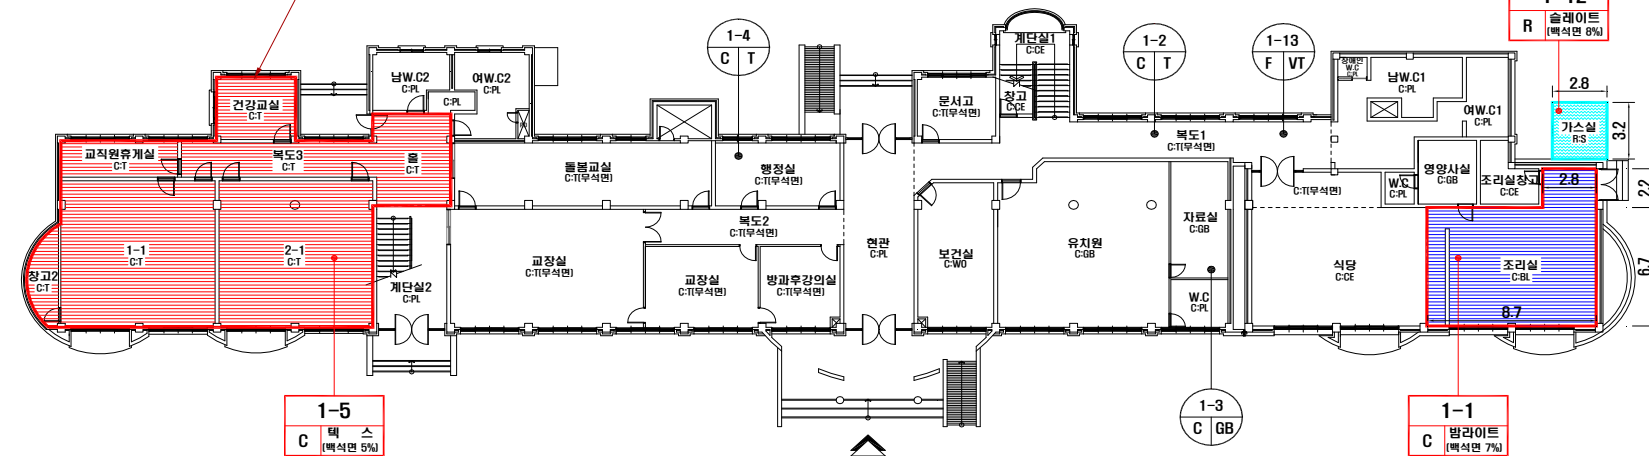 1-12
R 슬레이트
(백석면 8%)
1-4
C T
계단실1
C:CE
1-2
C T
1-13
F VT
장애인
W.C
C:PL
남W.C1
C:PL
2.8
남W.C2
C:PL
여W.C2
C:PL
C:PL
건강교실
C:T
문서고
C:T(무석면)
창고
C:CE
여W.C1
C:PL
가스실
R:S
3.2
복도1
C:T(무석면)
교직원휴게실
C:T
복도3
C:T
홀
C:T
돌봄교실
C:T(무석면)
행정실
C:T(무석면)
영양사실
C:GB
조리실창고
C:CE
2.8
2.2
W.C
C:PL
C:T(무석면)
복도2
C:T(무석면)
자료실
C:GB
1-1
C:T
2-1
C:T
현관
C:PL
보건실
C:WO
유치원
C:GB
교장실
C:T(무석면)
교장실
C:T(무석면)
방과후강의실
C:T(무석면)
창고2
C:T
계단실2
C:PL
식당
C:CE
조리실
C:BL
6.7
W.C
C:PL
8.7
1-5
C 텍 스
(백석면 5%)
1-3
C GB
1-1
C 밤라이트
(백석면 7%)